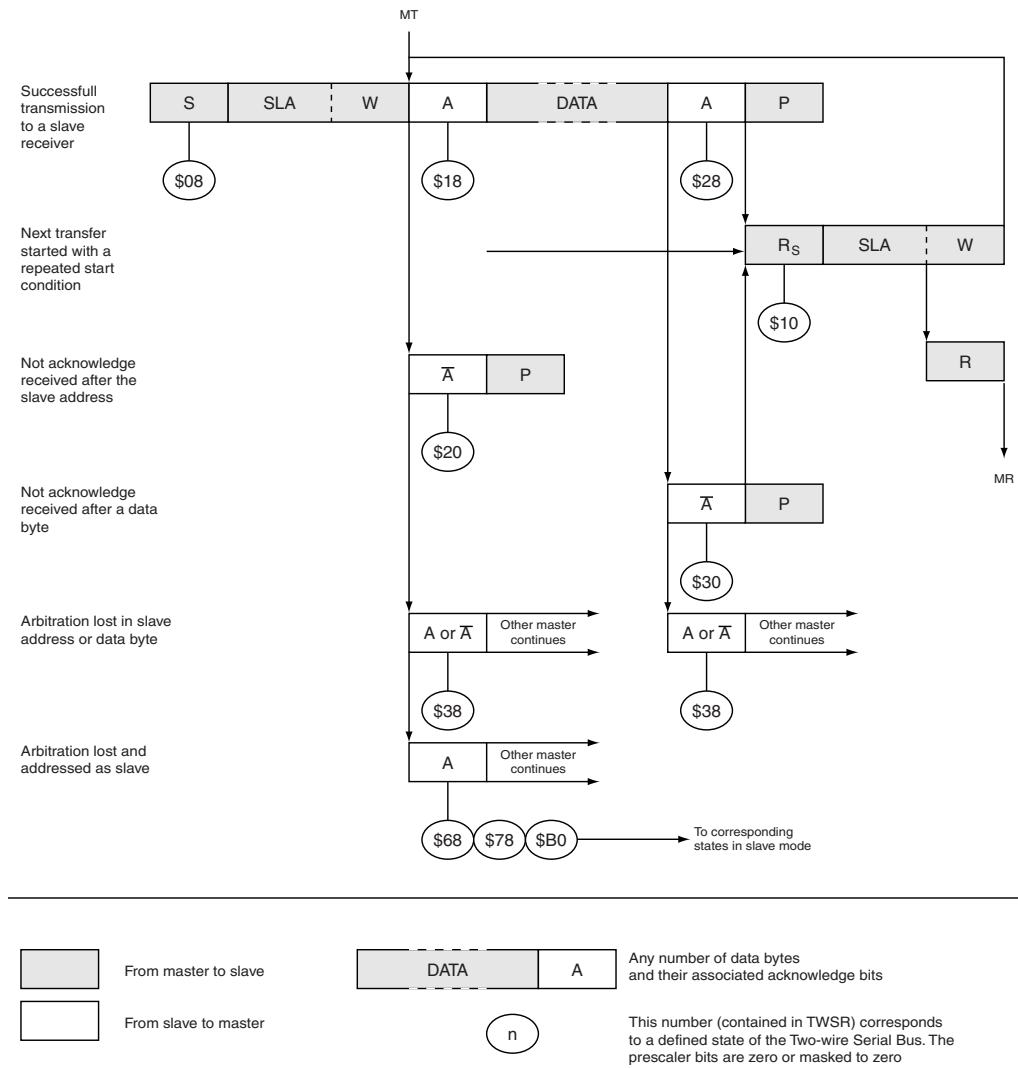 MT
Successfull
transmission
to a slave
receiver
S SLA W A DATA A P
$08 $18 $28
Next transfer
started with a
repeated start
condition
RS SLA W
$10
Not acknowledge
received after the
slave address
A̅ P
R
$20
MR
Not acknowledge
received after a data
byte
A̅ P
$30
Arbitration lost in slave
address or data byte
A or A̅ Other master
continues
A or A̅ Other master
continues
$38 $38
Arbitration lost and
addressed as slave
A Other master
continues
$68 $78 $B0
To corresponding
states in slave mode
From master to slave
DATA A
Any number of data bytes
and their associated acknowledge bits
From slave to master
n
This number (contained in TWSR) corresponds
to a defined state of the Two-wire Serial Bus. The
prescaler bits are zero or masked to zero